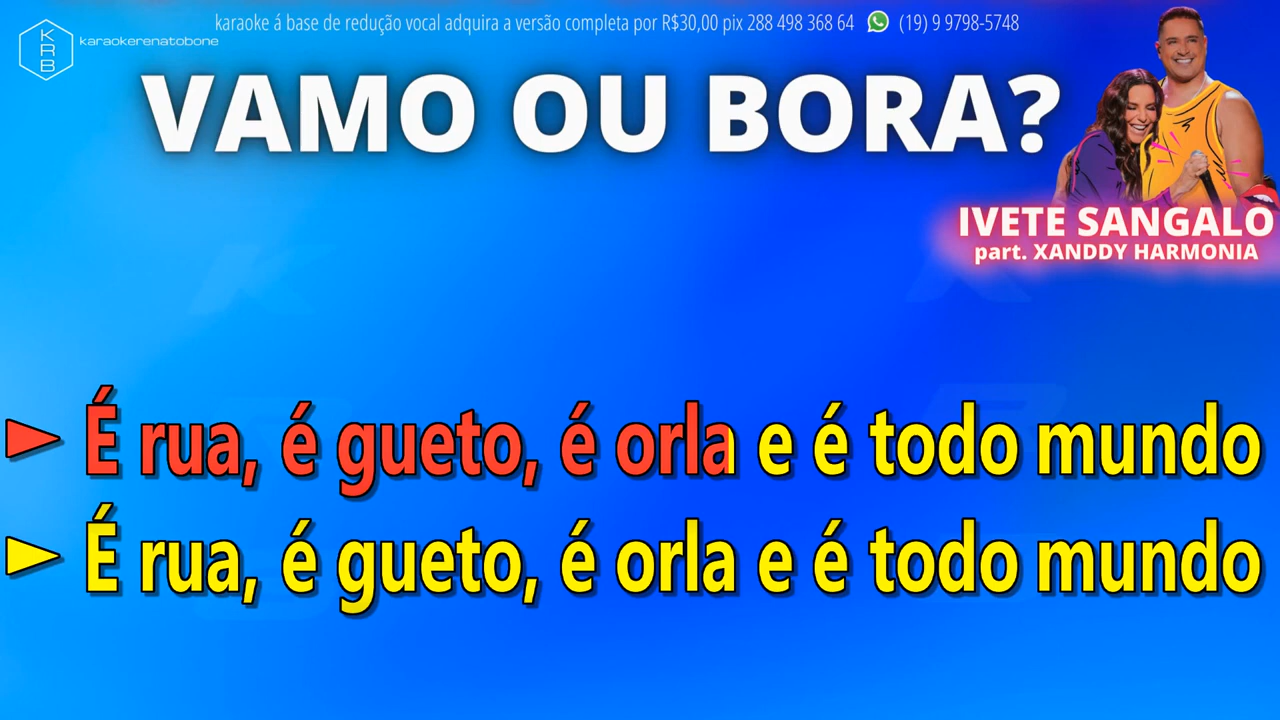 karaoke á base de redução vocal adquira a versão completa por R$30,00 pix 288 498 368 64 (19) 9 9798-5748
KRB
karaokerenatobone
VAMO OU BORA?
IVETE SANGALO
part. XANDDY HARMONIA
É rua, é gueto, é orla e é todo mundo
É rua, é gueto, é orla e é todo mundo